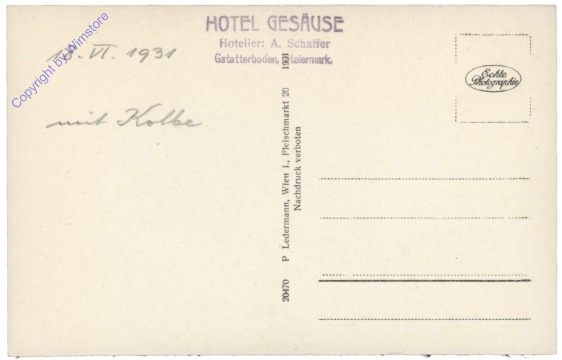 HOTEL GESÄUSE
Hotelier: A. Schaffer
Gstatterboden, Steiermark.
VI. 1931
mit Kolbe
Copyright by Wimstore
20470 P Ledermann, Wien I., Fleischmarkt 20 1931
Nachdruck verboten
Echte
Photographie